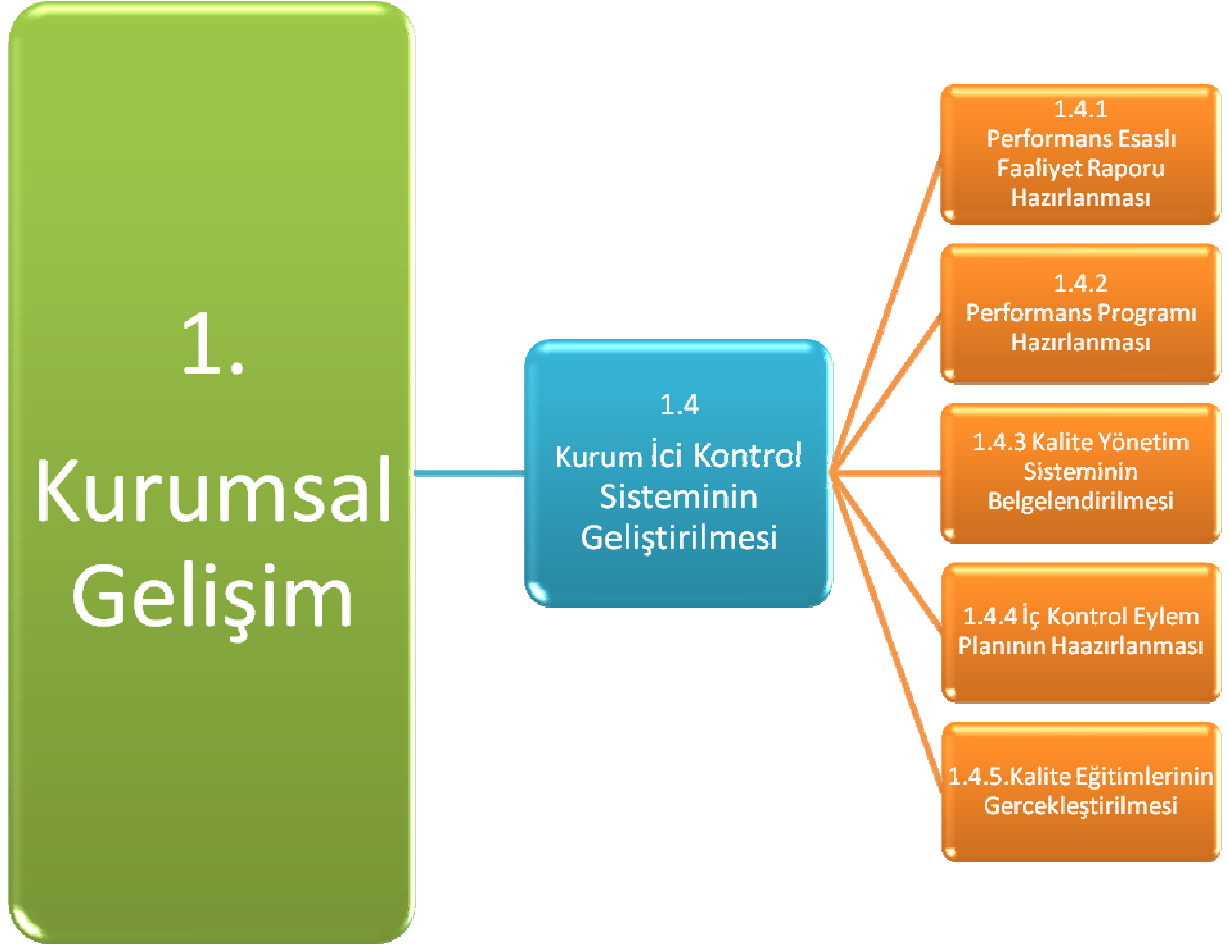 1.
Kurumsal
Gelişim
1.4
Kurum İci Kontrol
Sisteminin
Geliştirilmesi
1.4.1
Performans Esaslı
Faaliyet Raporu
Hazırlanması
1.4.2
Performans Programı
Hazırlanması
1.4.3 Kalite Yönetim
Sisteminin
Belgelendirilmesi
1.4.4 İç Kontrol Eylem
Planının Haazırlanması
1.4.5.Kalite Eğitimlerinin
Gercekleştirilmesi